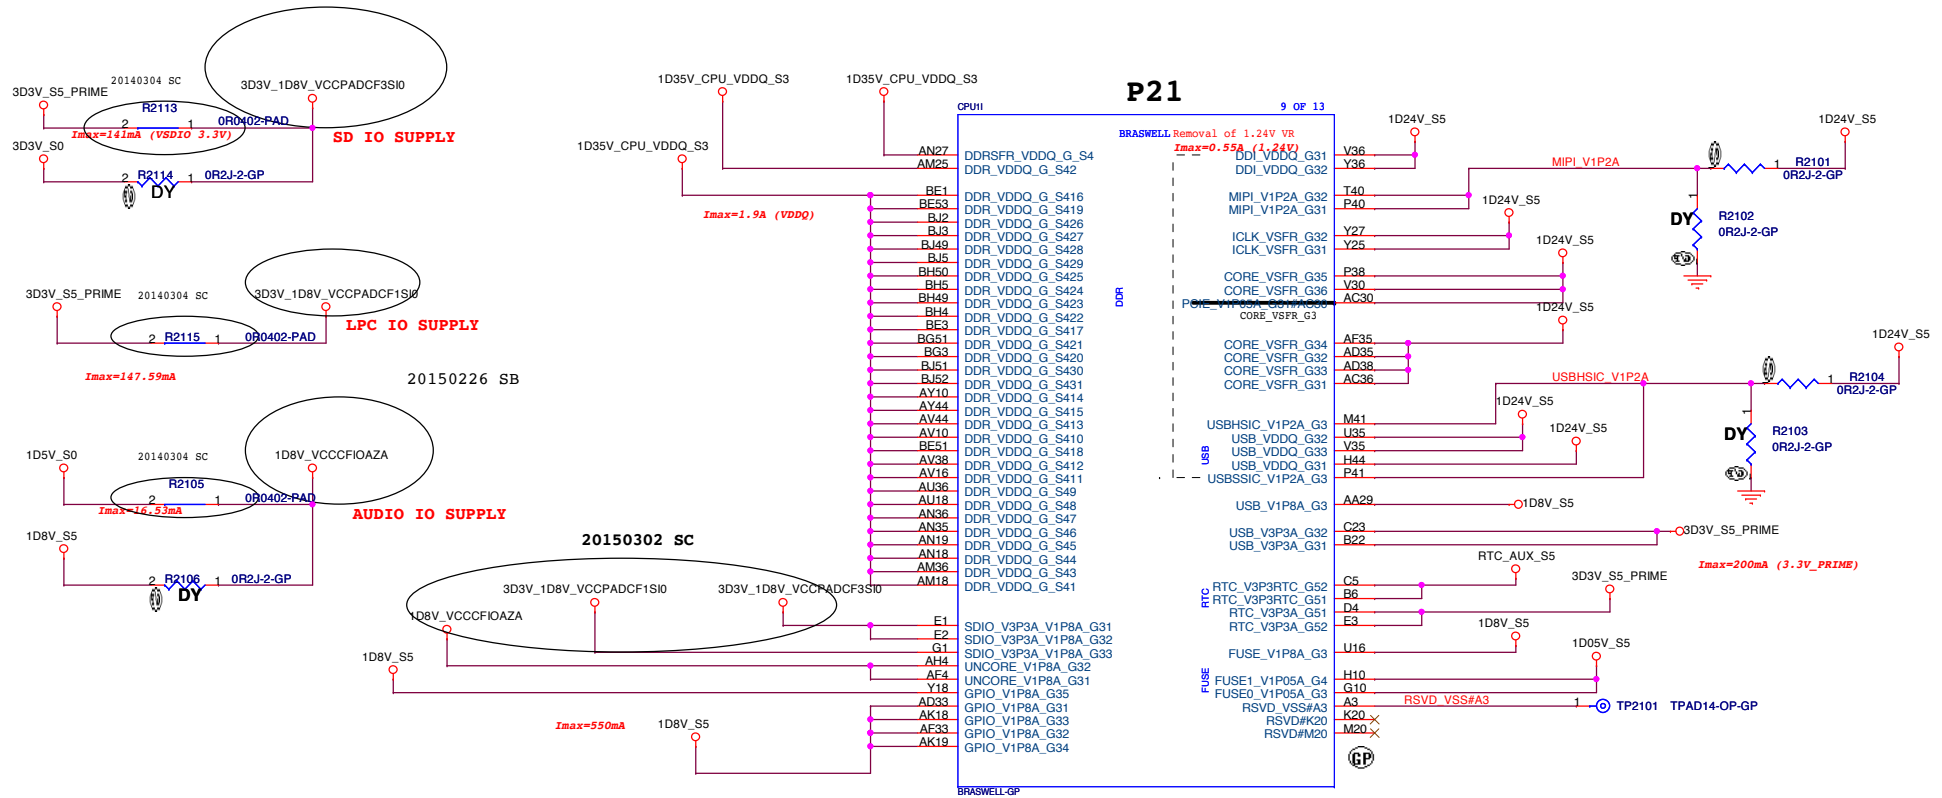 20140304 SC
3D3V_S5_PRIME
3D3V_1D8V_VCCPADCF3SI0
R2113
2
1
0R0402-PAD
Imax=141mA (VSDIO 3.3V)
SD IO SUPPLY
3D3V_S0
R2114
2
1
0R2J-2-GP
DY
3D3V_S5_PRIME
20140304 SC
3D3V_1D8V_VCCPADCF1SI0
LPC IO SUPPLY
2
R2115
1
0R0402-PAD
Imax=147.59mA
20150226 SB
1D5V_S0
20140304 SC
1D8V_VCCCFIOAZA
R2105
2
1
0R0402-PAD
Imax=16.53mA
AUDIO IO SUPPLY
1D8V_S5
2
R2106
1
0R2J-2-GP
DY
1D35V_CPU_VDDQ_S3
1D35V_CPU_VDDQ_S3
1D35V_CPU_VDDQ_S3
Imax=1.9A (VDDQ)
20150302 SC
3D3V_1D8V_VCCPADCF1SI0
3D3V_1D8V_VCCPADCF3SI0
1D8V_VCCCFIOAZA
1D8V_S5
Imax=550mA
1D8V_S5
P21
CPU1I
9 OF 13
BRASWELL
Removal of 1.24V VR
Imax=0.55A (1.24V)
AN27 DDRSFR_VDDQ_G_S4
AM25 DDR_VDDQ_G_S42
BE1 DDR_VDDQ_G_S416
BE53 DDR_VDDQ_G_S419
BJ2 DDR_VDDQ_G_S426
BJ3 DDR_VDDQ_G_S427
BJ49 DDR_VDDQ_G_S428
BJ5 DDR_VDDQ_G_S429
BH50 DDR_VDDQ_G_S425
BH5 DDR_VDDQ_G_S424
BH49 DDR_VDDQ_G_S423
BH4 DDR_VDDQ_G_S422
BE3 DDR_VDDQ_G_S417
BG51 DDR_VDDQ_G_S421
BG3 DDR_VDDQ_G_S420
BJ51 DDR_VDDQ_G_S430
BJ52 DDR_VDDQ_G_S431
AY10 DDR_VDDQ_G_S414
AY44 DDR_VDDQ_G_S415
AV44 DDR_VDDQ_G_S413
AV10 DDR_VDDQ_G_S410
BE51 DDR_VDDQ_G_S418
AV38 DDR_VDDQ_G_S412
AV16 DDR_VDDQ_G_S411
AU36 DDR_VDDQ_G_S49
AU18 DDR_VDDQ_G_S48
AN36 DDR_VDDQ_G_S47
AN35 DDR_VDDQ_G_S46
AN19 DDR_VDDQ_G_S45
AN18 DDR_VDDQ_G_S44
AM36 DDR_VDDQ_G_S43
AM18 DDR_VDDQ_G_S41
E1 SDIO_V3P3A_V1P8A_G31
E2 SDIO_V3P3A_V1P8A_G32
G1 SDIO_V3P3A_V1P8A_G33
AH4 UNCORE_V1P8A_G32
AF4 UNCORE_V1P8A_G31
Y18 GPIO_V1P8A_G35
AD33 GPIO_V1P8A_G31
AK18 GPIO_V1P8A_G33
AF33 GPIO_V1P8A_G32
AK19 GPIO_V1P8A_G34
DDR
USB
RTC
FUSE
DDI_VDDQ_G31 V36
DDI_VDDQ_G32 Y36
MIPI_V1P2A_G32 T40
MIPI_V1P2A_G31 P40
ICLK_VSFR_G32 Y27
ICLK_VSFR_G31 Y25
CORE_VSFR_G35 P38
CORE_VSFR_G36 V30
AC30
CORE_VSFR_G3
CORE_VSFR_G34 AF35
CORE_VSFR_G32 AD35
CORE_VSFR_G33 AD38
CORE_VSFR_G31 AC36
USBHSIC_V1P2A_G3 M41
USB_VDDQ_G32 U35
USB_VDDQ_G33 V35
USB_VDDQ_G31 H44
USBSSIC_V1P2A_G3 P41
USB_V1P8A_G3 AA29
USB_V3P3A_G32 C23
USB_V3P3A_G31 B22
RTC_V3P3RTC_G52 C5
RTC_V3P3RTC_G51 B6
RTC_V3P3A_G51 D4
RTC_V3P3A_G52 E3
FUSE_V1P8A_G3 U16
FUSE1_V1P05A_G4 H10
FUSE0_V1P05A_G3 G10
RSVD_VSS#A3 A3
RSVD#K20 K20
RSVD#M20 M20
BRASWELL-GP
GP
1D24V_S5
MIPI_V1P2A
1D24V_S5
1
R2101
0R2J-2-GP
1
DY
R2102
0R2J-2-GP
1D24V_S5
1D24V_S5
1D24V_S5
1D24V_S5
USBHSIC_V1P2A
1
R2104
0R2J-2-GP
1
DY
R2103
0R2J-2-GP
1D24V_S5
1D24V_S5
1D8V_S5
3D3V_S5_PRIME
Imax=200mA (3.3V_PRIME)
RTC_AUX_S5
3D3V_S5_PRIME
1D8V_S5
1D05V_S5
RSVD_VSS#A3
1
TP2101 TPAD14-OP-GP